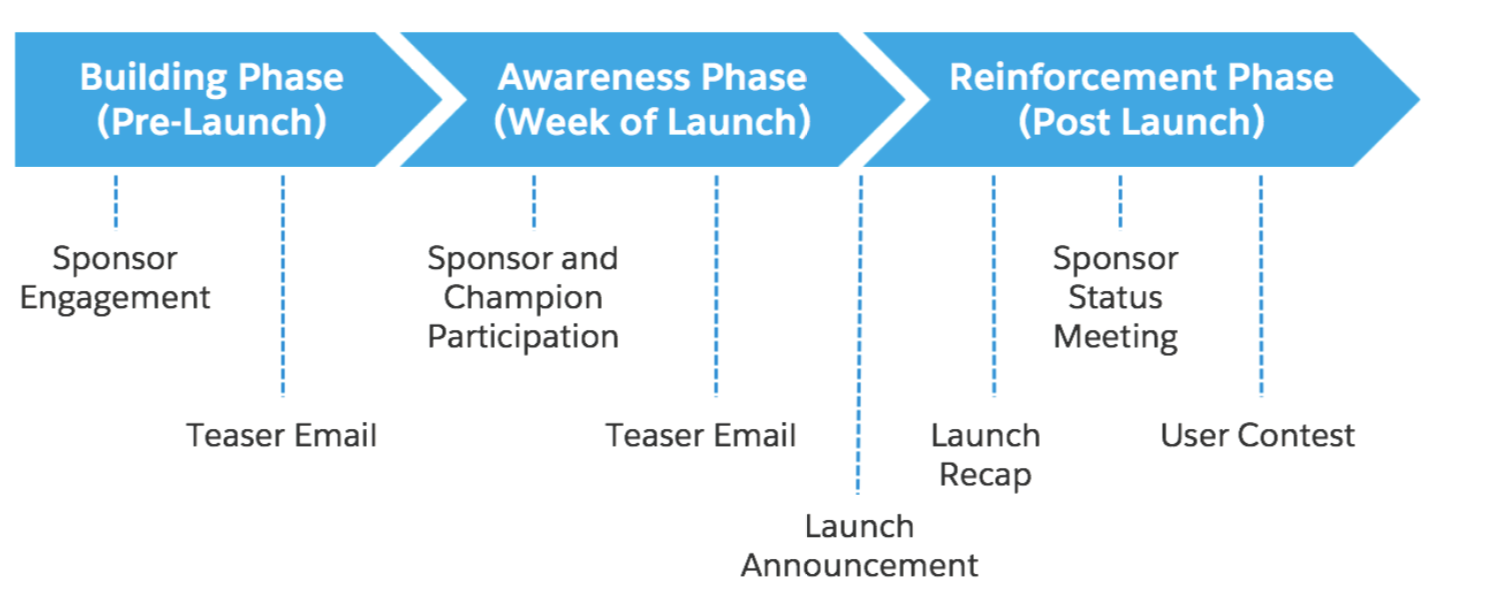 Building Phase
(Pre-Launch)
Awareness Phase
(Week of Launch)
Reinforcement Phase
(Post Launch)
Sponsor
Engagement
Teaser Email
Sponsor and
Champion
Participation
Teaser Email
Launch
Announcement
Launch
Recap
Sponsor
Status
Meeting
User Contest